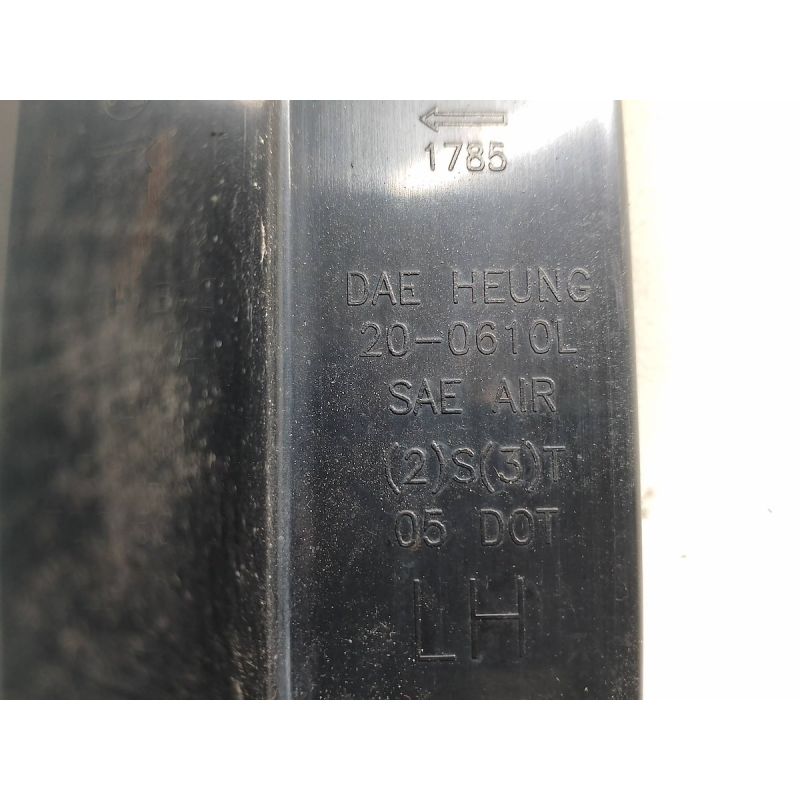 1785
DAE HEUNG
20-0610L
SAE AIR
(2)S(3)T
05 DOT
LH